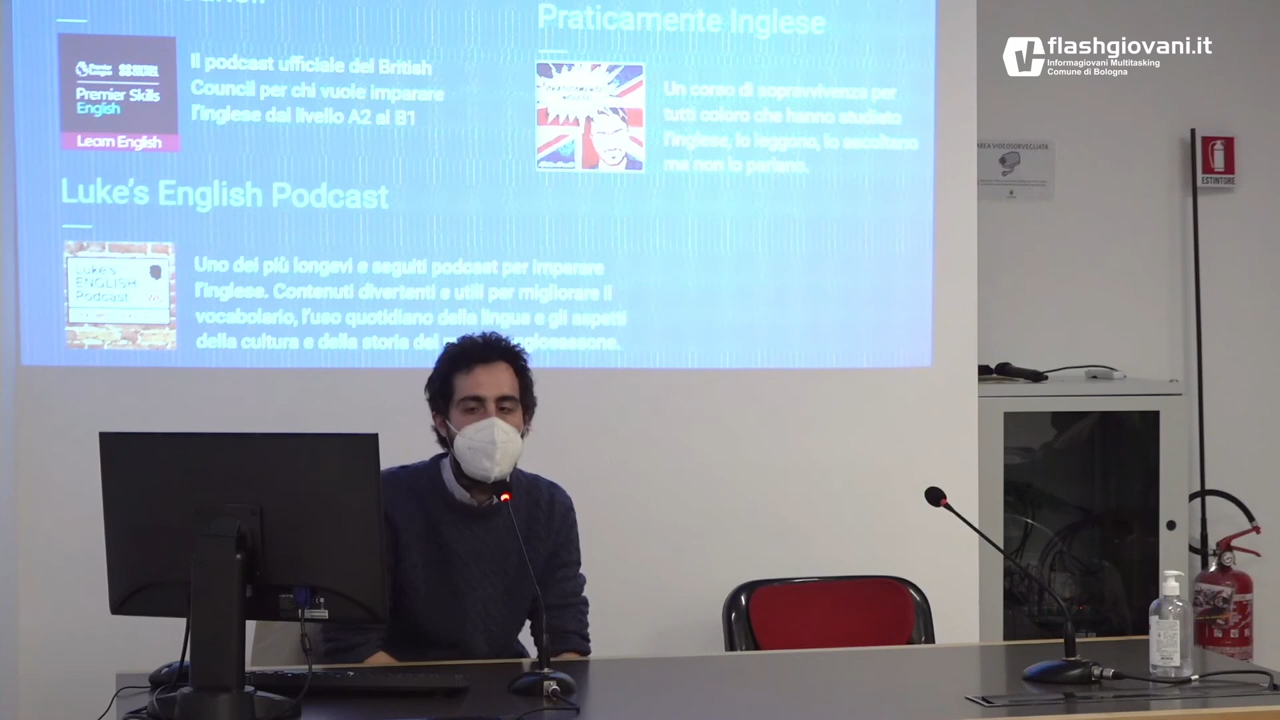 Praticamente Inglese
flashgiovani.it
Informagiovani Multitasking
Comune di Bologna
Il podcast ufficiale del British
Council per chi vuole imparare
l'inglese dal livello A2 al B1
Premier Skills
English
Learn English
Un corso di sopravvivenza per
tutti coloro che hanno studiato
l'inglese, lo leggono, lo ascoltano
ma non lo parlano.
Luke's English Podcast
Luke's
ENGLISH
Podcast
Uno dei più longevi e seguiti podcast per imparare
l'inglese. Contenuti divertenti e utili per migliorare il
vocabolario, l'uso quotidiano della lingua e gli aspetti
della cultura e della storia del
AREA VIDEOSORVEGLIATA
ESTINTORE